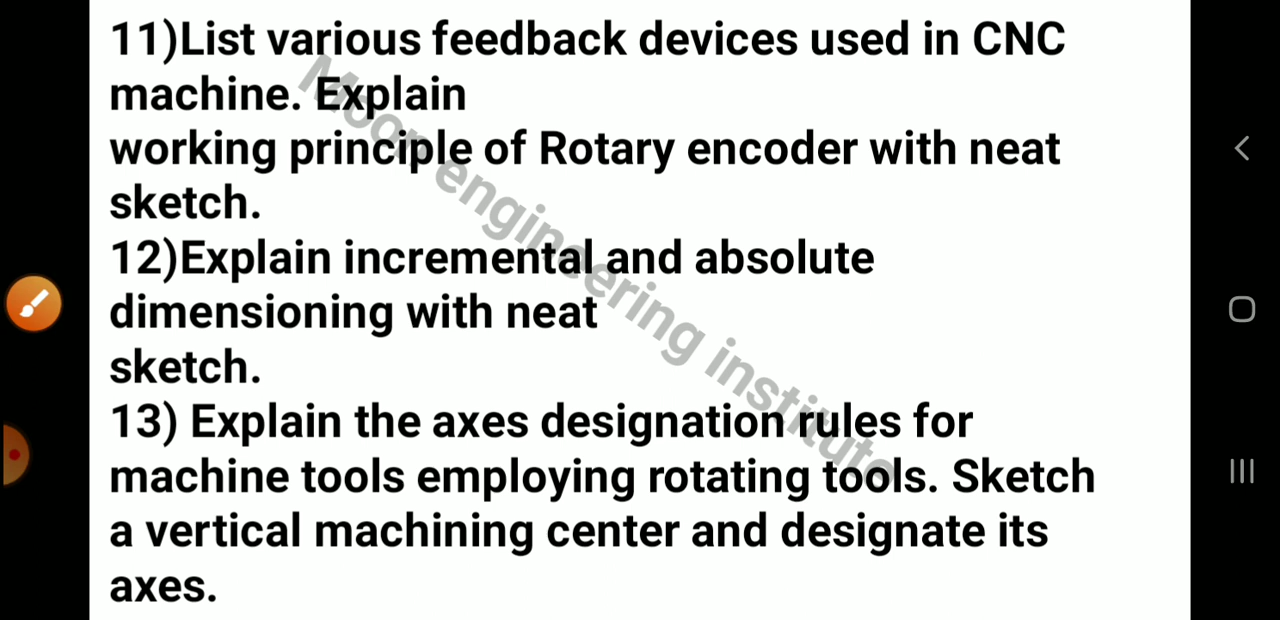 11)List various feedback devices used in CNC
machine. Explain
working principle of Rotary encoder with neat
sketch.
12)Explain incremental and absolute
dimensioning with neat
sketch.
13) Explain the axes designation rules for
machine tools employing rotating tools. Sketch
a vertical machining center and designate its
axes.
Moon engineering institute